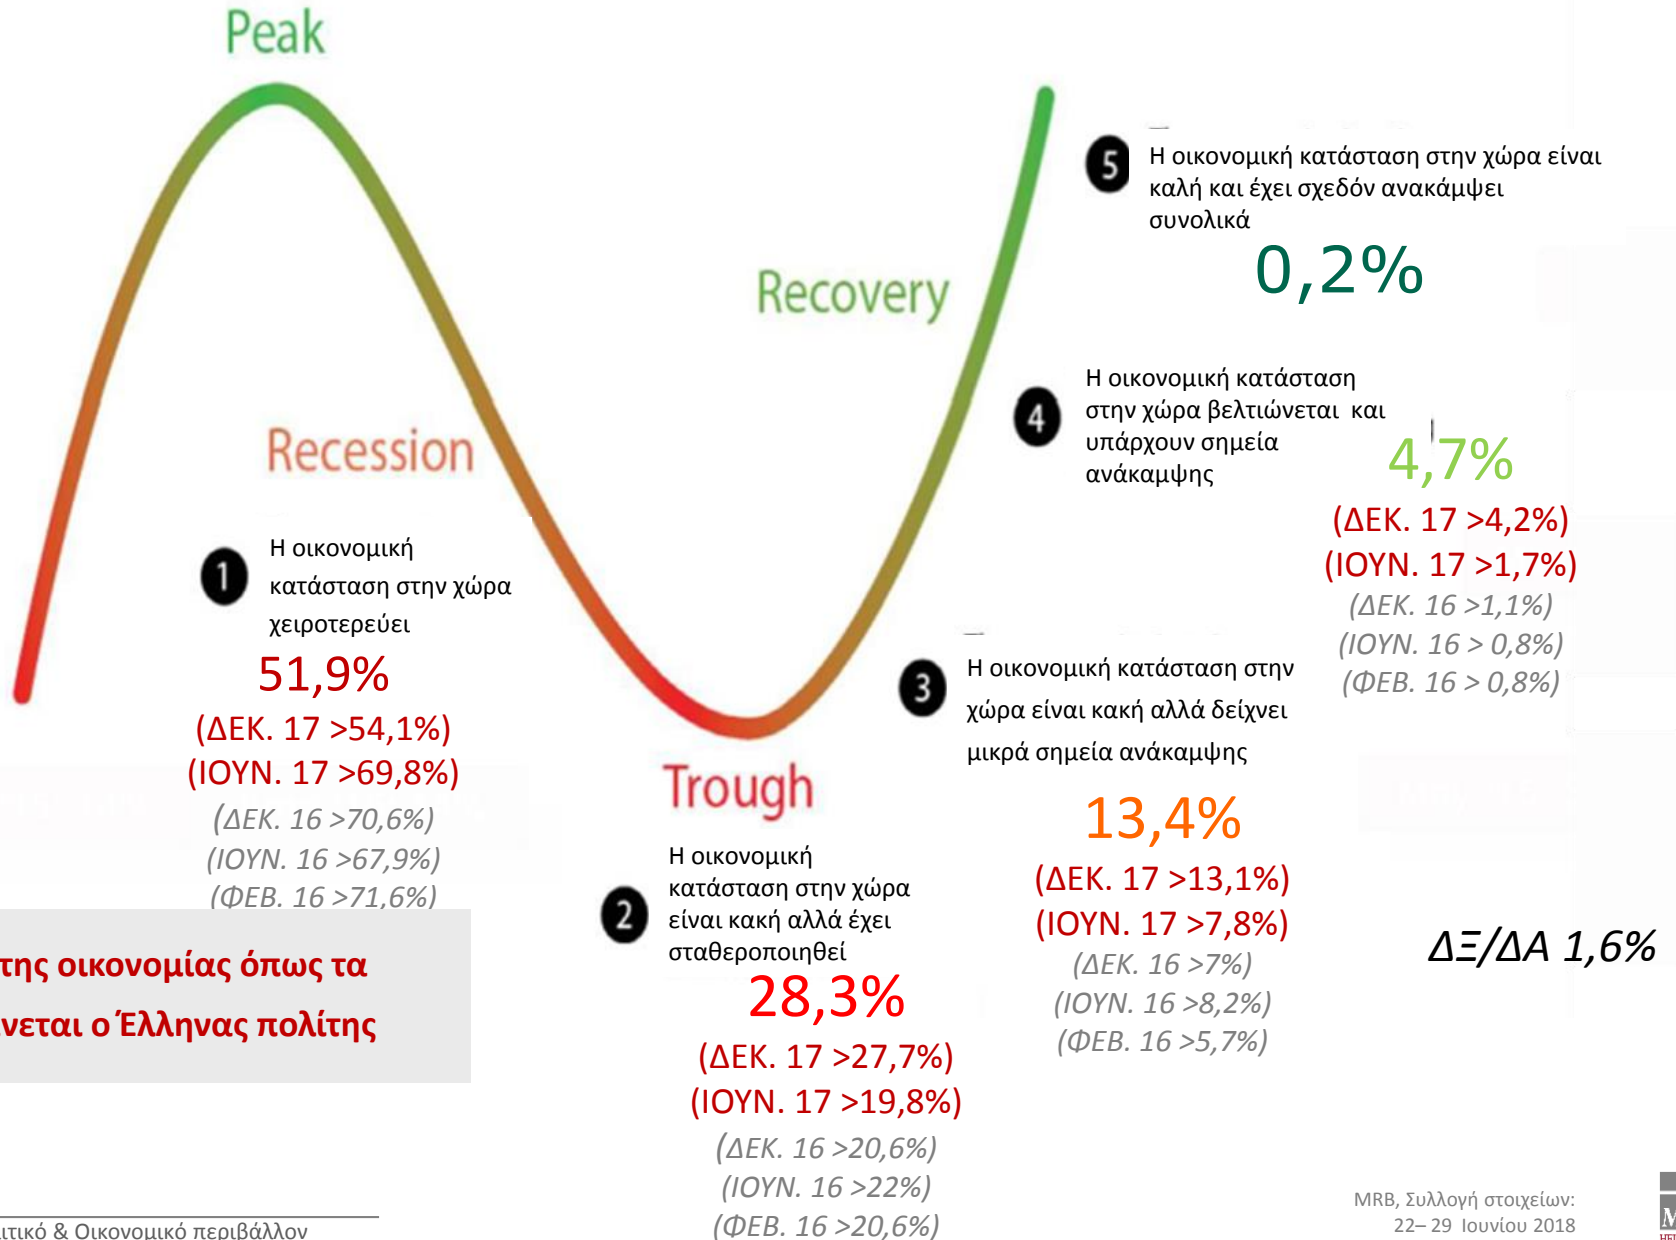 Peak
Recovery
Recession
Trough
5
Η οικονομική κατάσταση στην χώρα είναι
καλή και έχει σχεδόν ανακάμψει
συνολικά
0,2%
4
Η οικονομική κατάσταση
στην χώρα βελτιώνεται και
υπάρχουν σημεία
ανάκαμψης
4,7%
(ΔΕΚ. 17 >4,2%)
(ΙΟΥΝ. 17 >1,7%)
(ΔΕΚ. 16 >1,1%)
(ΙΟΥΝ. 16 > 0,8%)
(ΦΕΒ. 16 > 0,8%)
1
Η οικονομική
κατάσταση στην χώρα
χειροτερεύει
51,9%
(ΔΕΚ. 17 >54,1%)
(ΙΟΥΝ. 17 >69,8%)
(ΔΕΚ. 16 >70,6%)
(ΙΟΥΝ. 16 >67,9%)
(ΦΕΒ. 16 >71,6%)
3
Η οικονομική κατάσταση στην
χώρα είναι κακή αλλά δείχνει
μικρά σημεία ανάκαμψης
13,4%
(ΔΕΚ. 17 >13,1%)
(ΙΟΥΝ. 17 >7,8%)
(ΔΕΚ. 16 >7%)
(ΙΟΥΝ. 16 >8,2%)
(ΦΕΒ. 16 >5,7%)
2
Η οικονομική
κατάσταση στην χώρα
είναι κακή αλλά έχει
σταθεροποιηθεί
28,3%
(ΔΕΚ. 17 >27,7%)
(ΙΟΥΝ. 17 >19,8%)
(ΔΕΚ. 16 >20,6%)
(ΙΟΥΝ. 16 >22%)
(ΦΕΒ. 16 >20,6%)
ΔΞ/ΔΑ 1,6%
της οικονομίας όπως τα
νεται ο Έλληνας πολίτης
ιτικό & Οικονομικό περιβάλλον
MRB, Συλλογή στοιχείων:
22– 29 Ιουνίου 2018